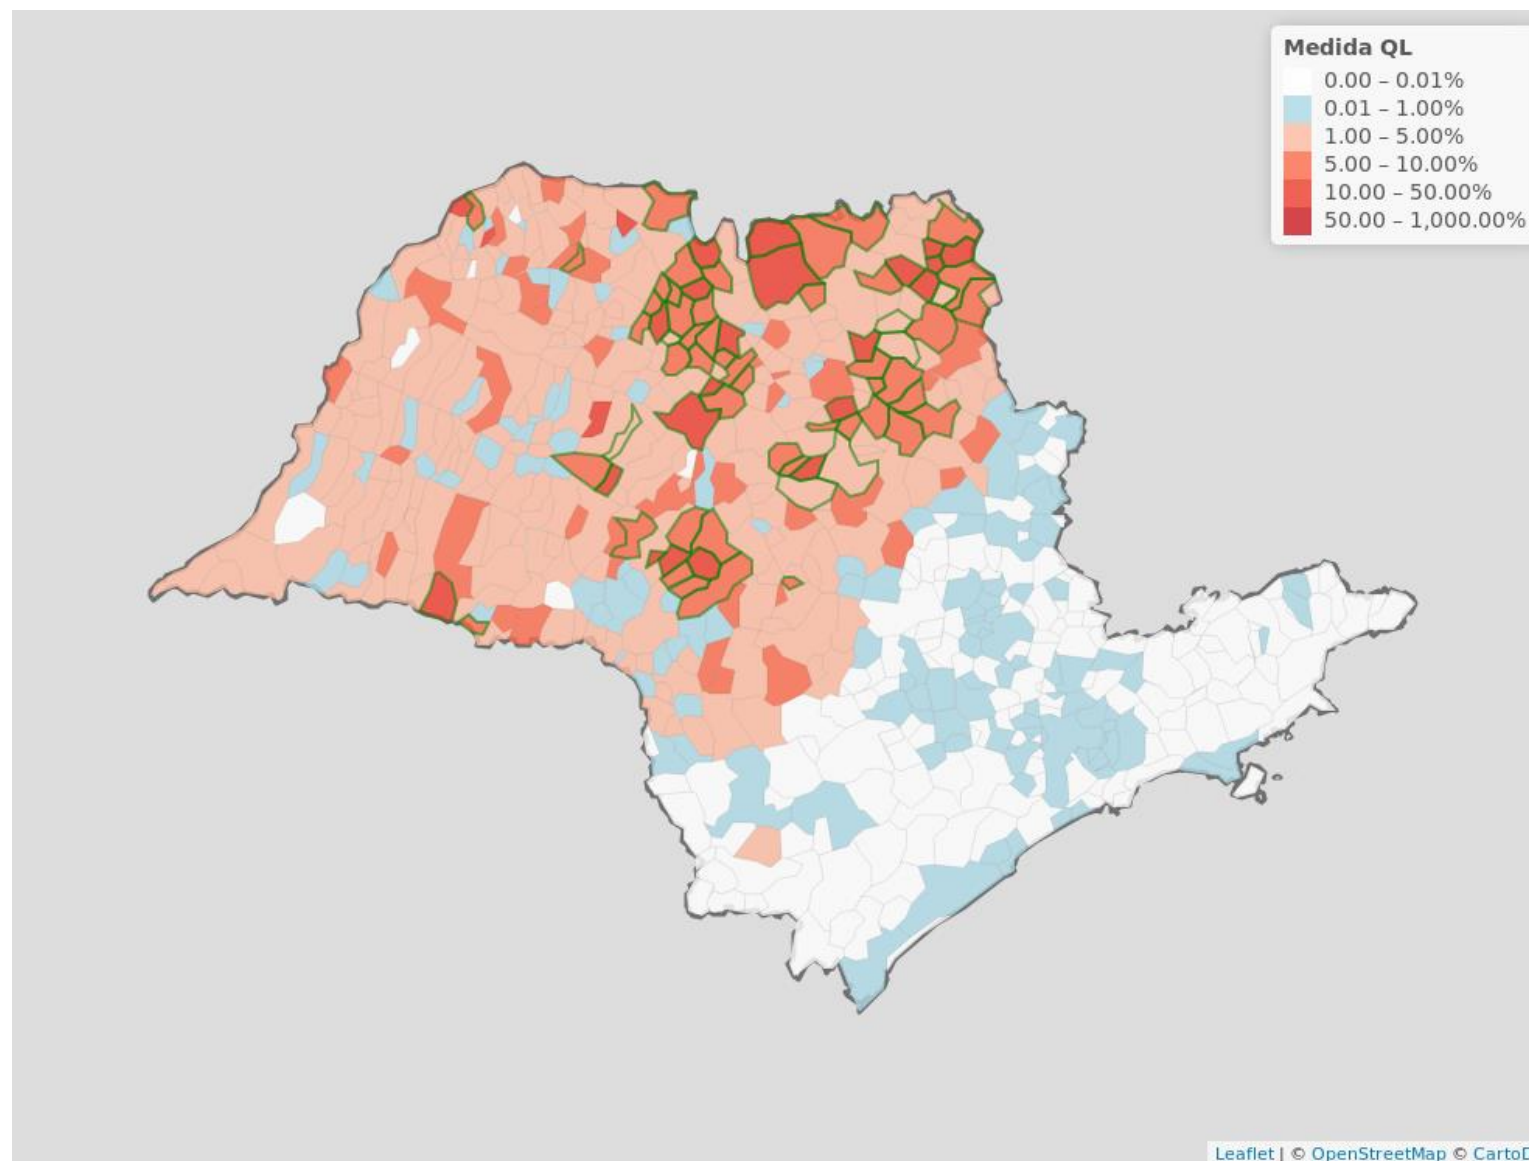 Medida QL
0.00 – 0.01%
0.01 – 1.00%
1.00 – 5.00%
5.00 – 10.00%
10.00 – 50.00%
50.00 – 1,000.00%
Leaflet | © OpenStreetMap © CartoD